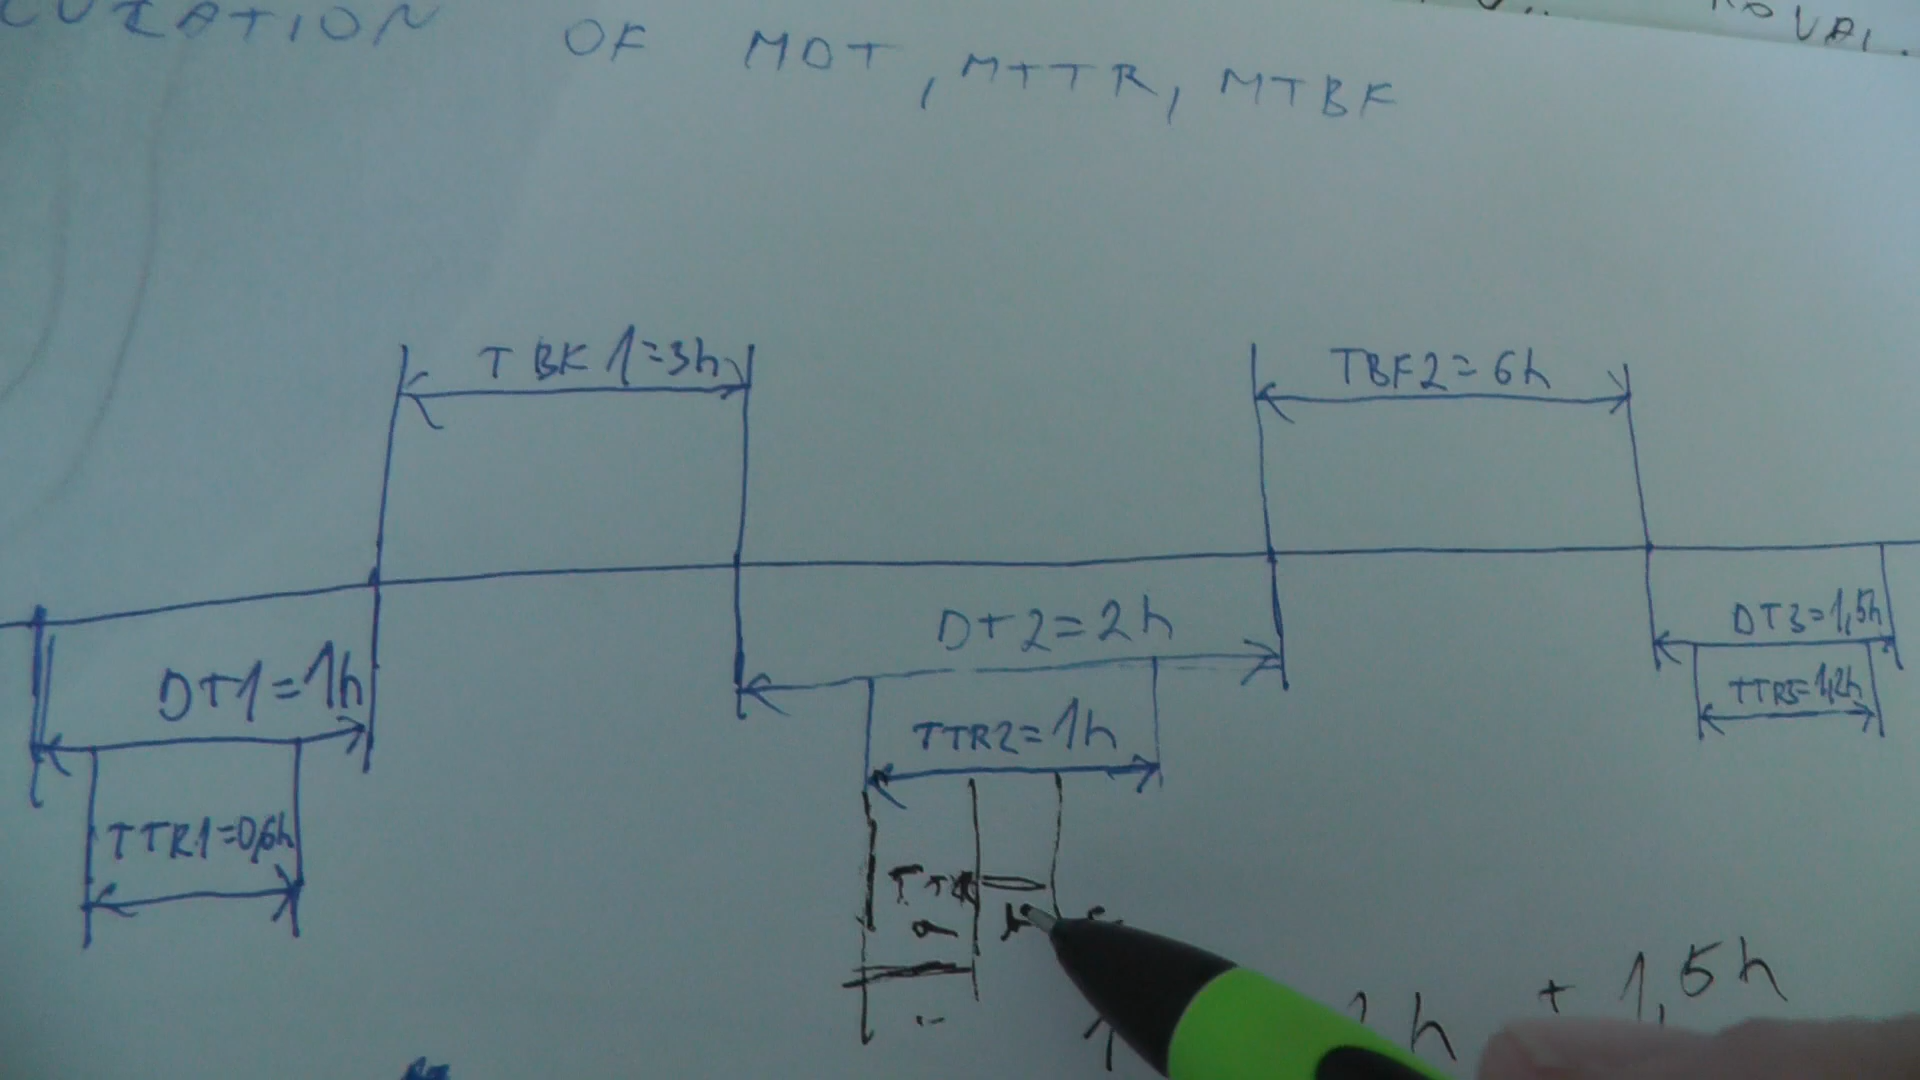 OF MDT, MTTR, MTBF
TBF1=3h
TBF2=6h
DT1=1h
DT2=2h
DT3=1,5h
TTR1=0,6h
TTR2=1h
TTR3=1,2h
h + 1,5h